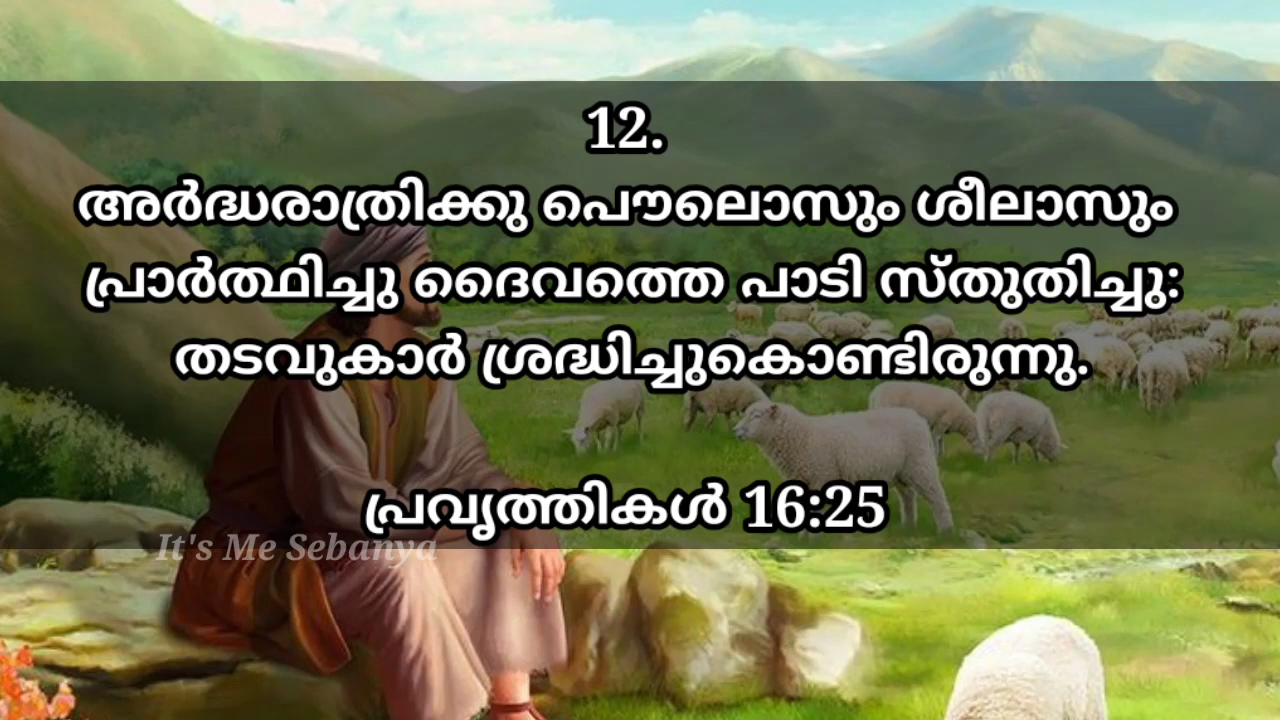 12.
അർദ്ധരാത്രിക്കു പൌലൊസും ശീലാസും
പ്രാർത്ഥിച്ചു ദൈവത്തെ പാടി സ്തുതിച്ചു:
തടവുകാർ ശ്രദ്ധിച്ചുകൊണ്ടിരുന്നു.
പ്രവൃത്തികൾ 16:25
It's Me Sebanya